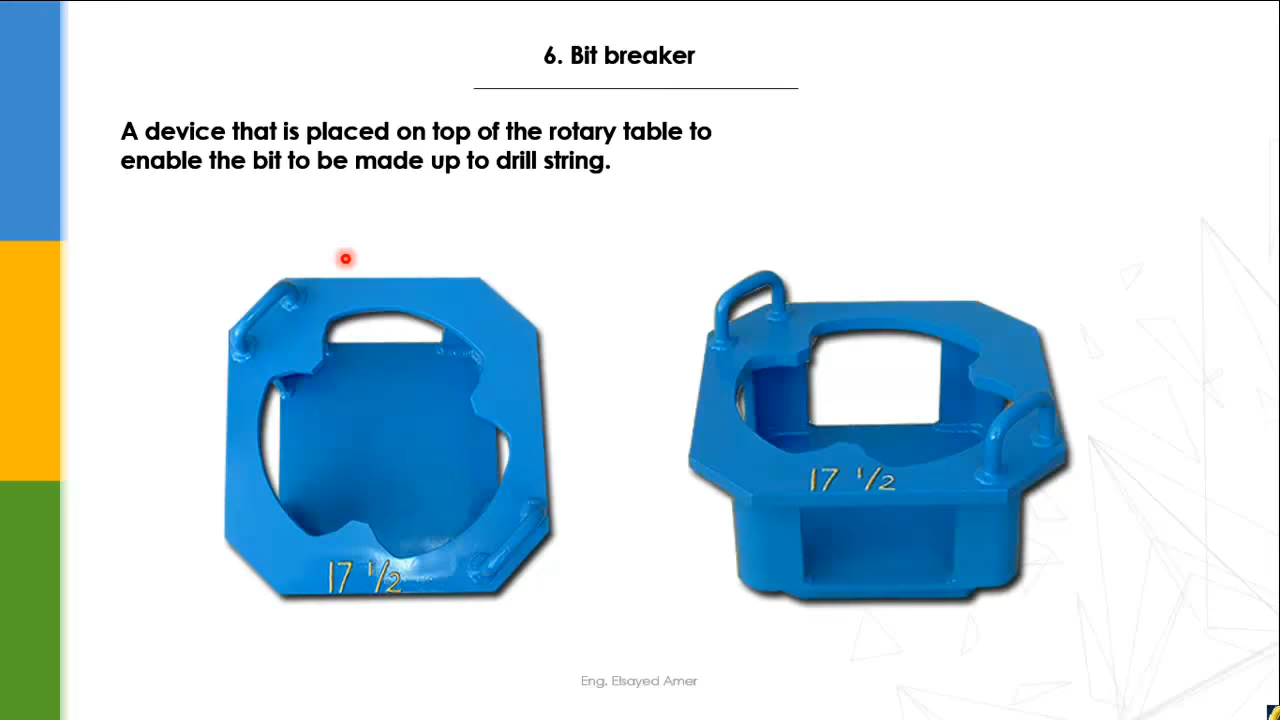 6. Bit breaker
A device that is placed on top of the rotary table to
enable the bit to be made up to drill string.
17 1/2
17 1/2
Eng. Elsayed Amer